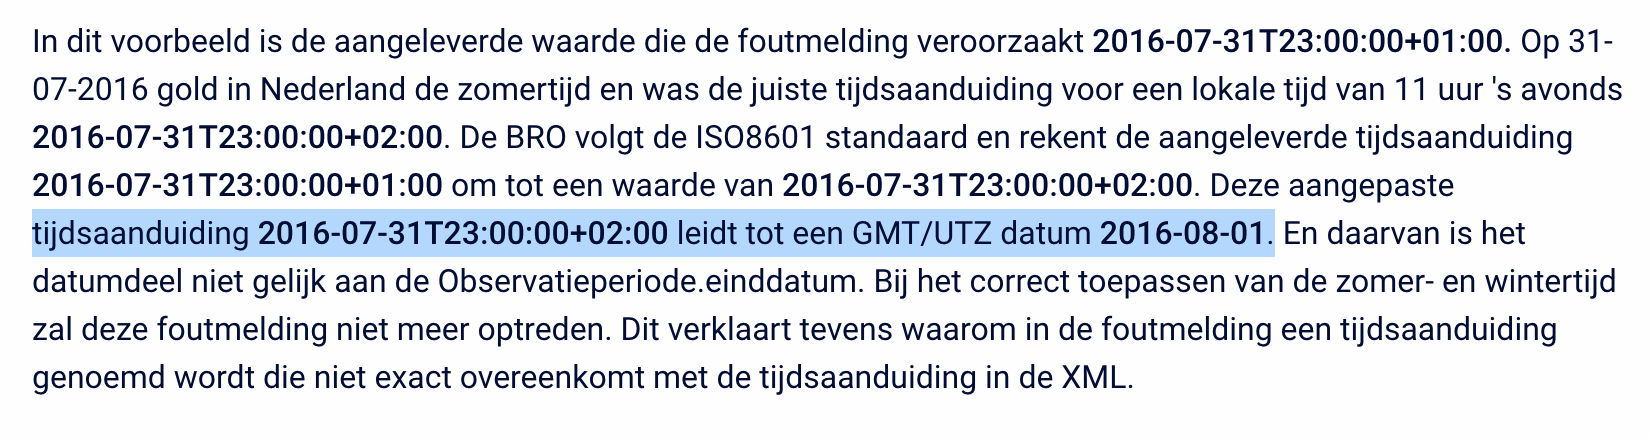 In dit voorbeeld is de aangeleverde waarde die de foutmelding veroorzaakt 2016-07-31T23:00:00+01:00. Op 31-
07-2016 gold in Nederland de zomertijd en was de juiste tijdsaanduiding voor een lokale tijd van 11 uur 's avonds
2016-07-31T23:00:00+02:00. De BRO volgt de ISO8601 standaard en rekent de aangeleverde tijdsaanduiding
2016-07-31T23:00:00+01:00 om tot een waarde van 2016-07-31T23:00:00+02:00. Deze aangepaste
tijdsaanduiding 2016-07-31T23:00:00+02:00 leidt tot een GMT/UTZ datum 2016-08-01. En daarvan is het
datumdeel niet gelijk aan de Observatieperiode.einddatum. Bij het correct toepassen van de zomer- en wintertijd
zal deze foutmelding niet meer optreden. Dit verklaart tevens waarom in de foutmelding een tijdsaanduiding
genoemd wordt die niet exact overeenkomt met de tijdsaanduiding in de XML.